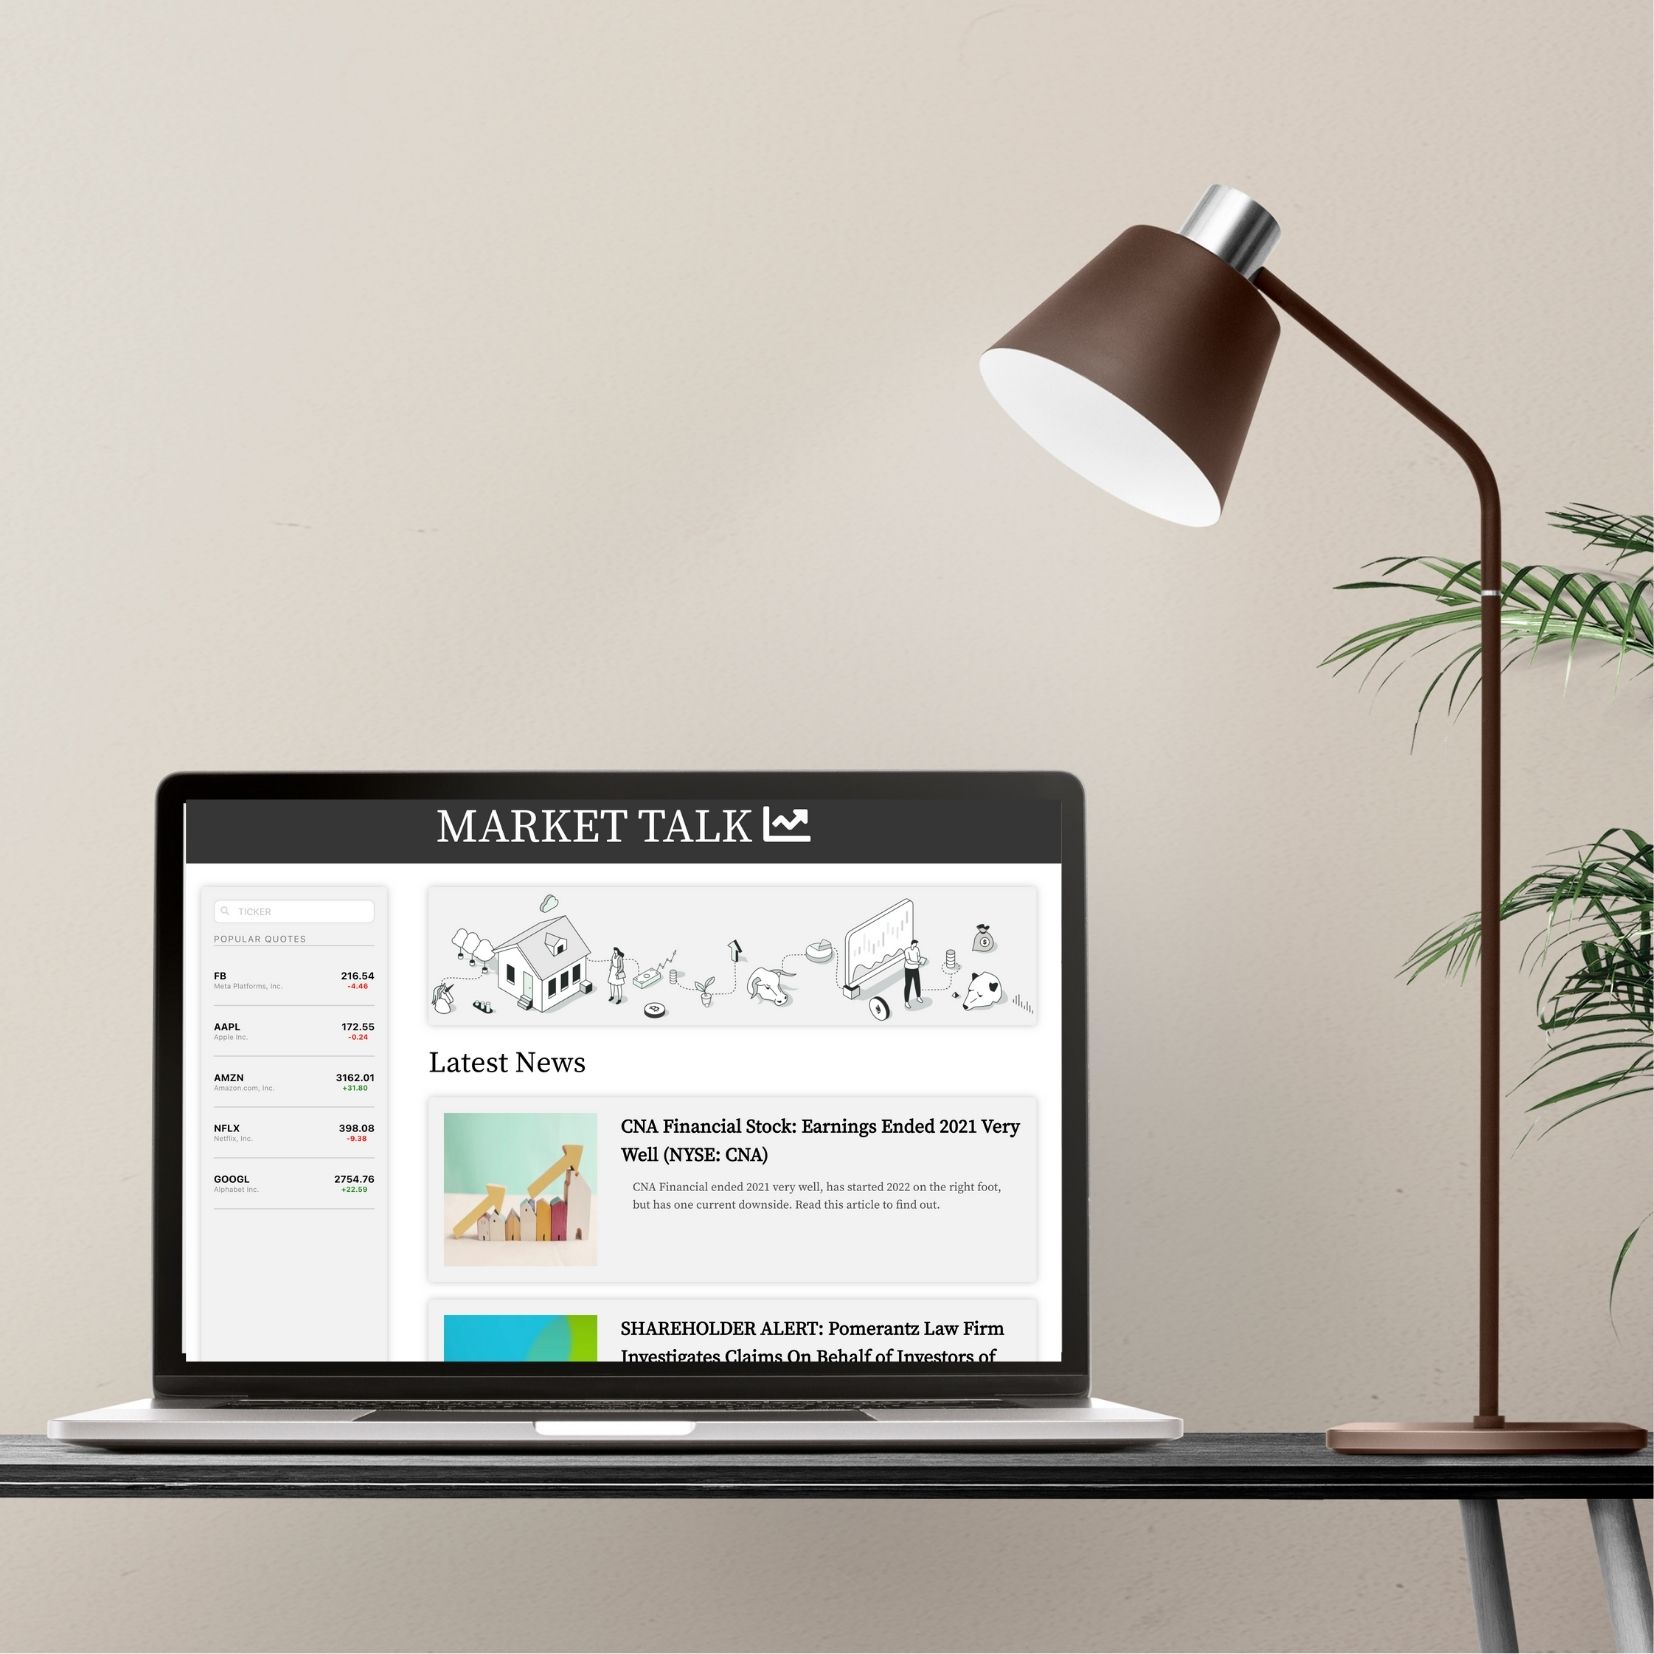 MARKET TALK
TICKER
POPULAR QUOTES
FB 216.54
Meta Platforms, Inc. -4.46
AAPL 172.55
Apple Inc. -0.24
AMZN 3162.01
Amazon.com, Inc. +31.80
NFLX 398.08
Netflix, Inc. -9.38
GOOGL 2754.76
Alphabet Inc. +22.59
Latest News
CNA Financial Stock: Earnings Ended 2021 Very
Well (NYSE: CNA)
CNA Financial ended 2021 very well, has started 2022 on the right foot,
but has one current downside. Read this article to find out.
SHAREHOLDER ALERT: Pomerantz Law Firm
Investigates Claims On Behalf of Investors of